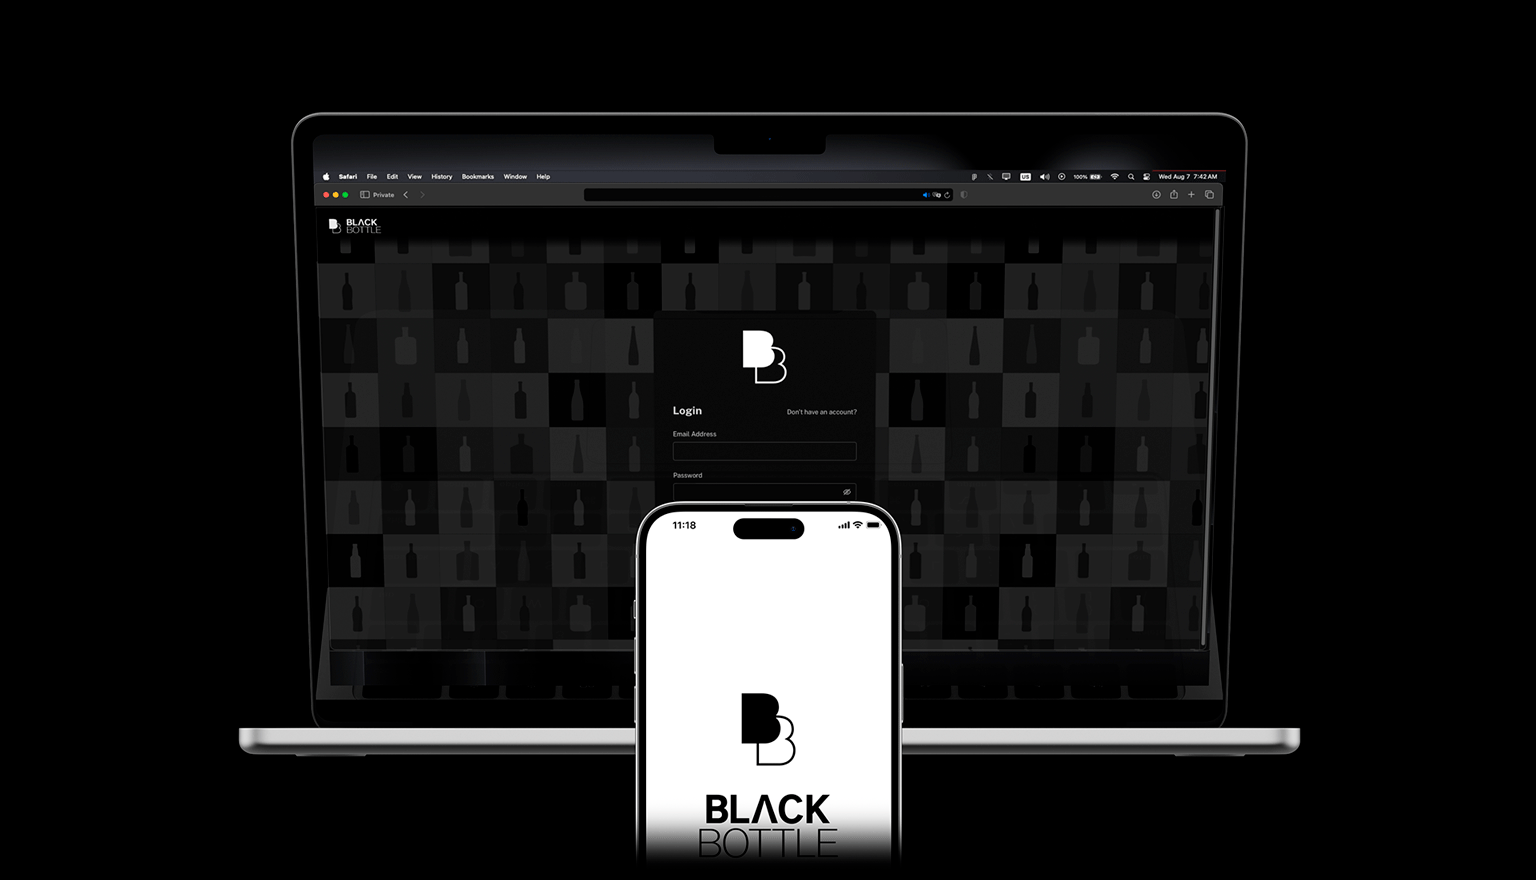 Safari File Edit View History Bookmarks Window Help
US 100% Wed Aug 7 7:42 AM
Private
BLACK
BOTTLE
B B
Login Don't have an account?
Email Address
Password
11:18
B B
BLACK
BOTTLE